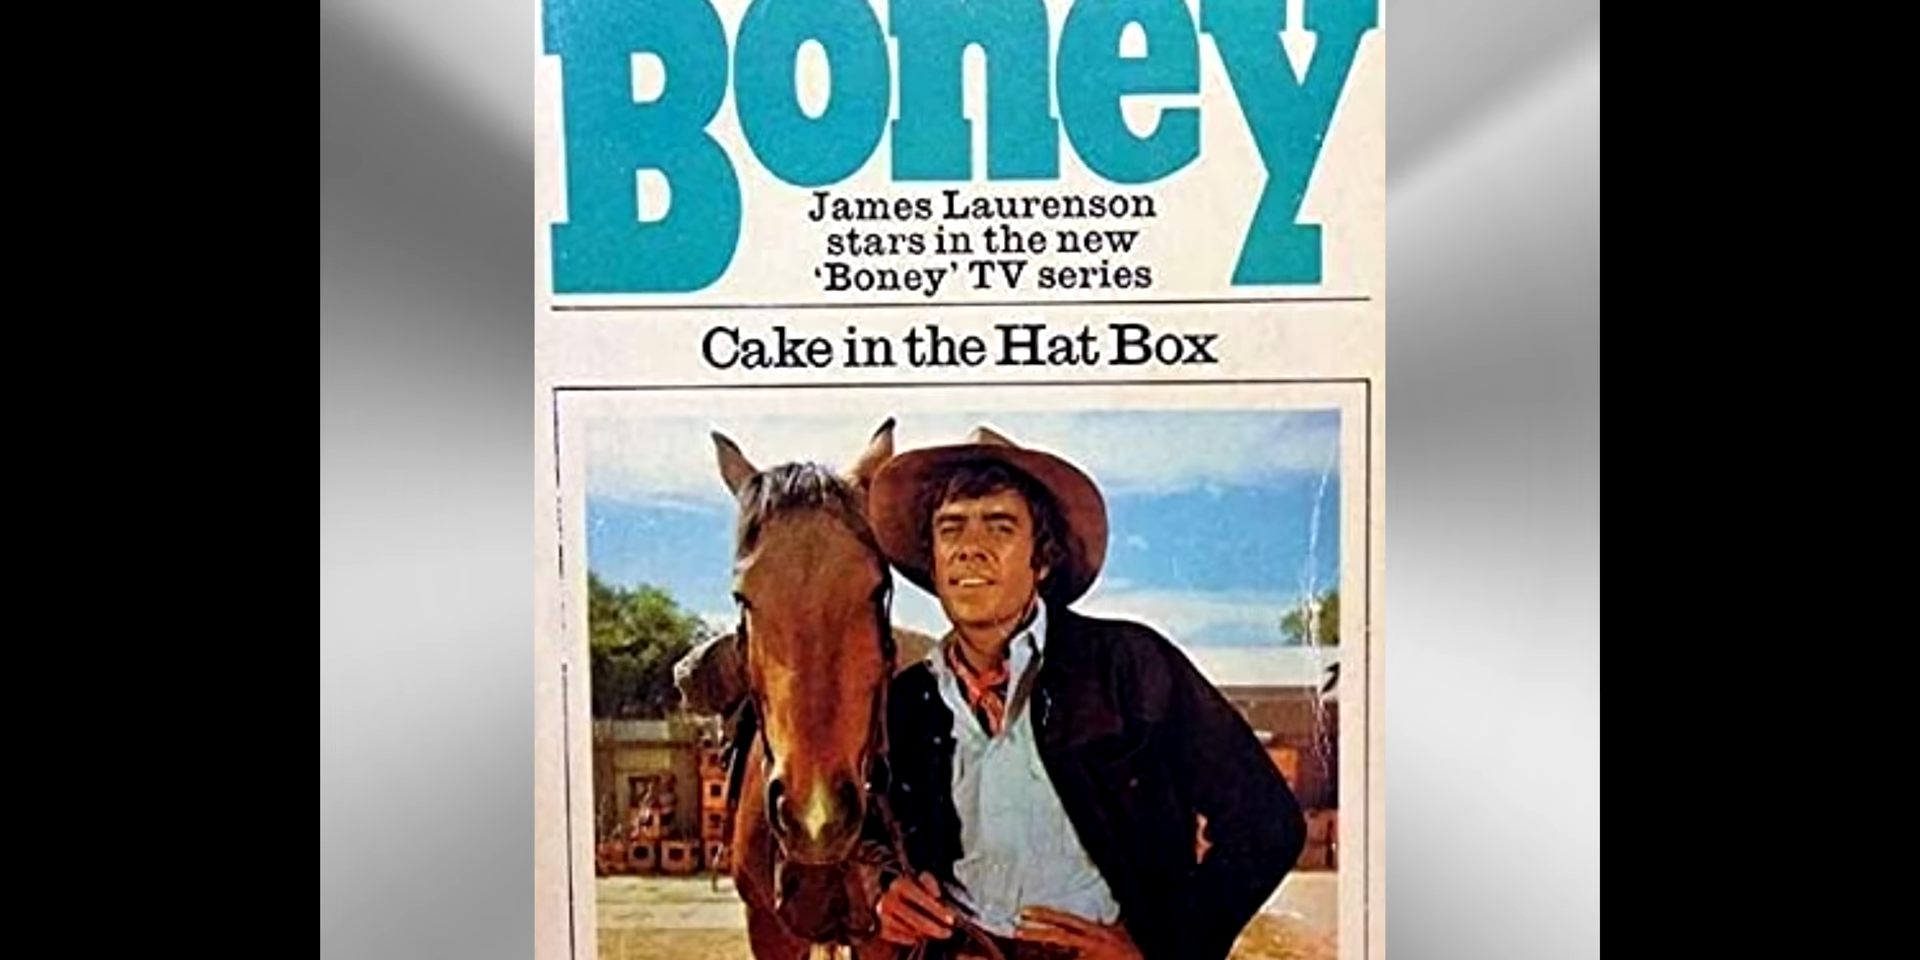 Boney
James Laurenson
stars in the new
‘Boney’ TV series
Cake in the Hat Box